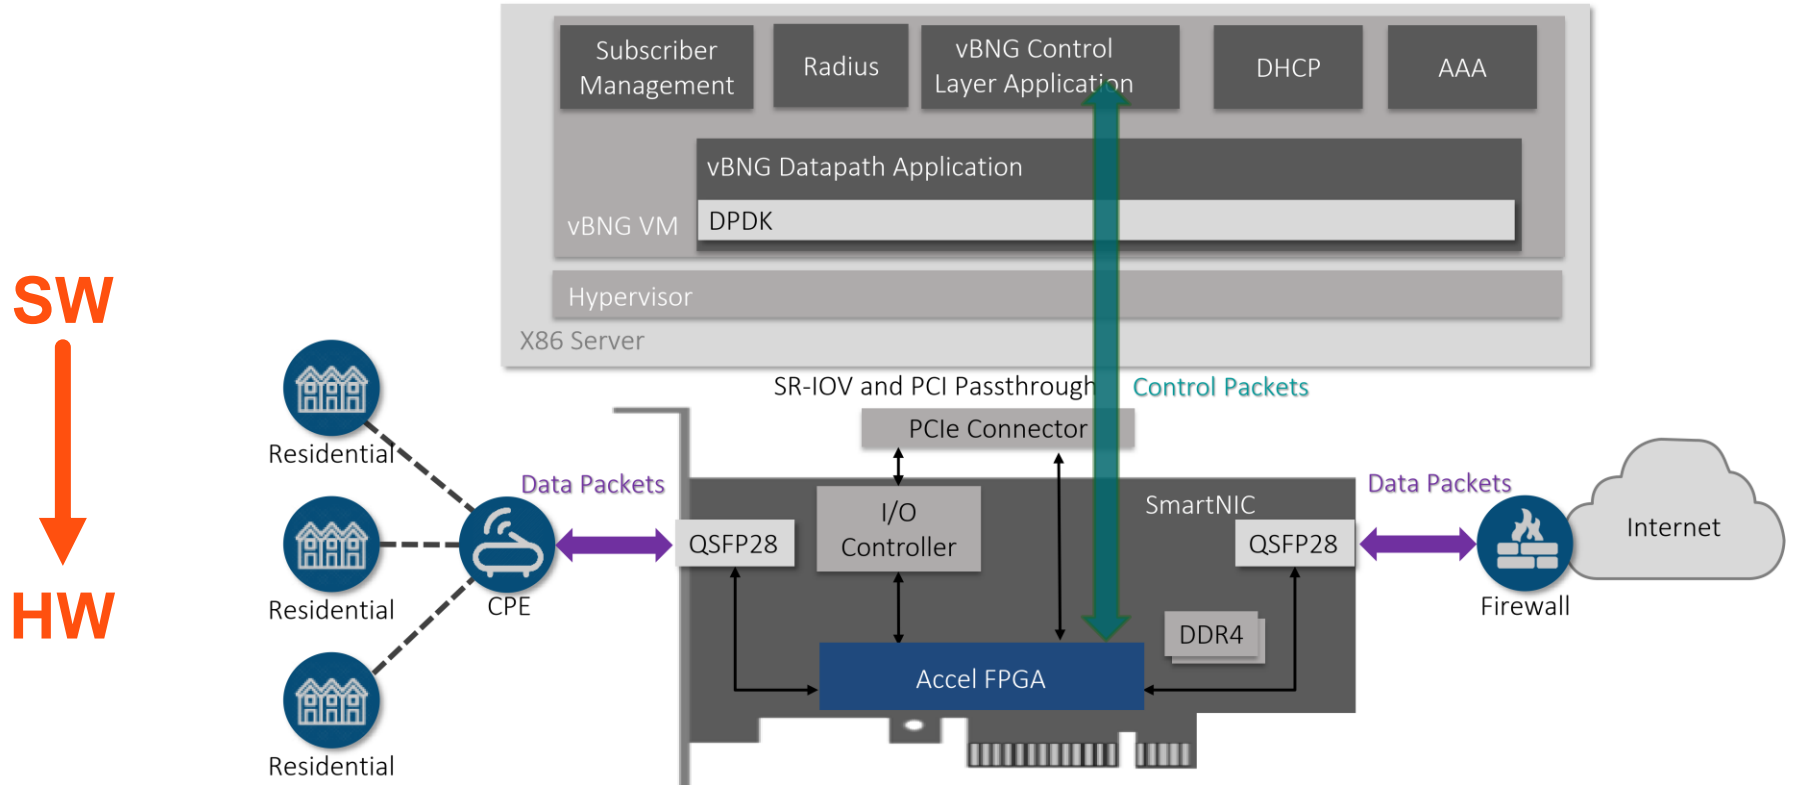 Subscriber
Management
Radius
vBNG Control
Layer Application
DHCP
AAA
vBNG Datapath Application
vBNG VM
DPDK
Hypervisor
X86 Server
SW
HW
SR-IOV and PCI Passthrough
Control Packets
PCIe Connector
Residential
Residential
Residential
CPE
Data Packets
QSFP28
I/O
Controller
SmartNIC
QSFP28
DDR4
Accel FPGA
Data Packets
Firewall
Internet